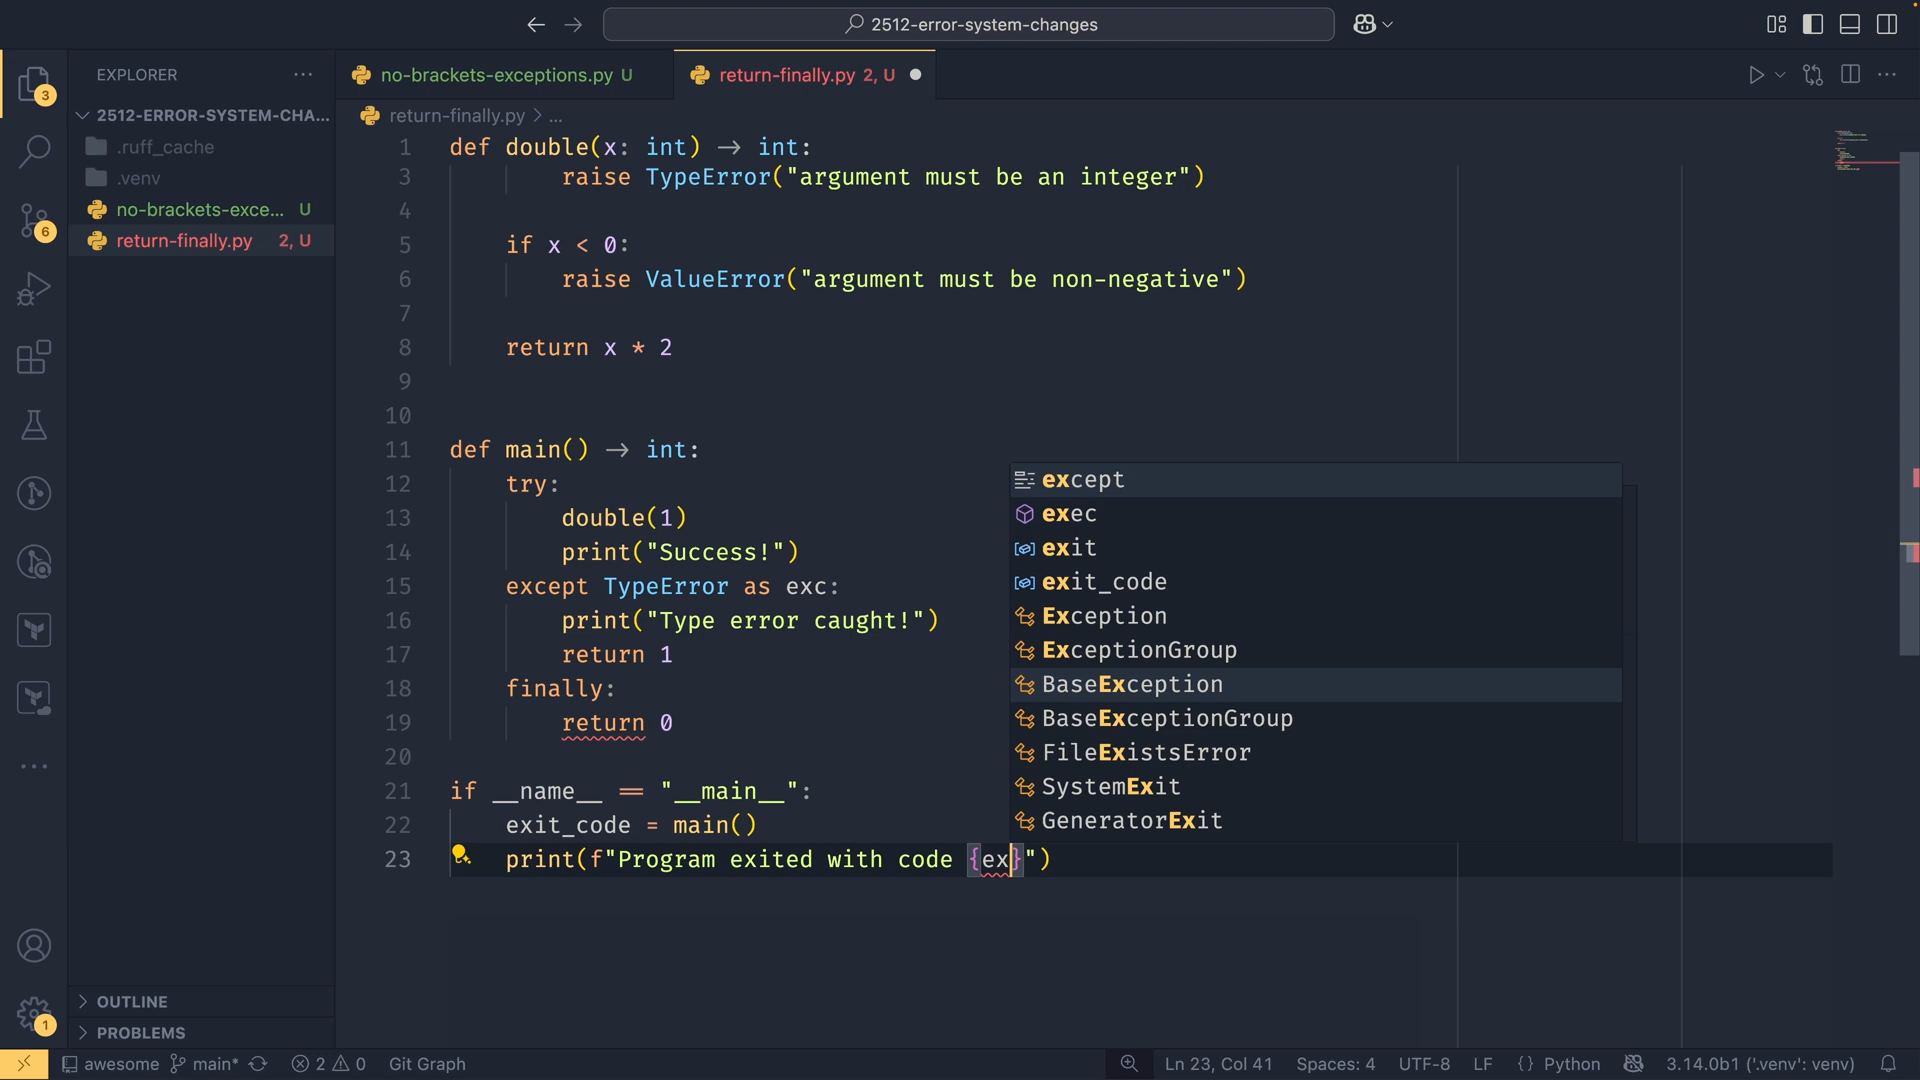 2512-error-system-changes
EXPLORER
no-brackets-exceptions.py U
return-finally.py 2, U
3
2512-ERROR-SYSTEM-CHA...
return-finally.py > ...
.ruff_cache
.venv
no-brackets-exce... U
return-finally.py 2, U
6
1 def double(x: int) → int:
3 raise TypeError("argument must be an integer")
4
5 if x < 0:
6 raise ValueError("argument must be non-negative")
7
8 return x * 2
9
10
11 def main() → int:
12 try:
13 double(1)
14 print("Success!")
15 except TypeError as exc:
16 print("Type error caught!")
17 return 1
18 finally:
19 return 0
20
21 if __name__ == "__main__":
22 exit_code = main()
23 print(f"Program exited with code {ex}")
except
exec
exit
exit_code
Exception
ExceptionGroup
BaseException
BaseExceptionGroup
FileExistsError
SystemExit
GeneratorExit
OUTLINE
1
PROBLEMS
awesome main* 2 0 Git Graph
Ln 23, Col 41 Spaces: 4 UTF-8 LF {} Python 3.14.0b1 ('.venv': venv)